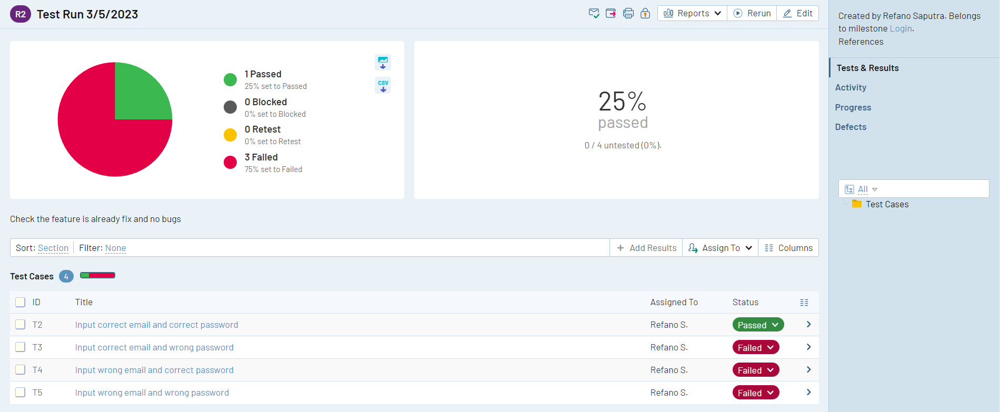 R2 Test Run 3/5/2023
Reports Rerun Edit
1 Passed
25% set to Passed
0 Blocked
0% set to Blocked
0 Retest
0% set to Retest
3 Failed
75% set to Failed
CSV
25%
passed
0 / 4 untested (0%).
Check the feature is already fix and no bugs
Sort: Section Filter: None Add Results Assign To Columns
Test Cases 4
ID Title Assigned To Status
T2 Input correct email and correct password Refano S. Passed
T3 Input correct email and wrong password Refano S. Failed
T4 Input wrong email and correct password Refano S. Failed
T5 Input wrong email and wrong password Refano S. Failed
Created by Refano Saputra. Belongs
to milestone Login.
References
Tests & Results
Activity
Progress
Defects
All
Test Cases